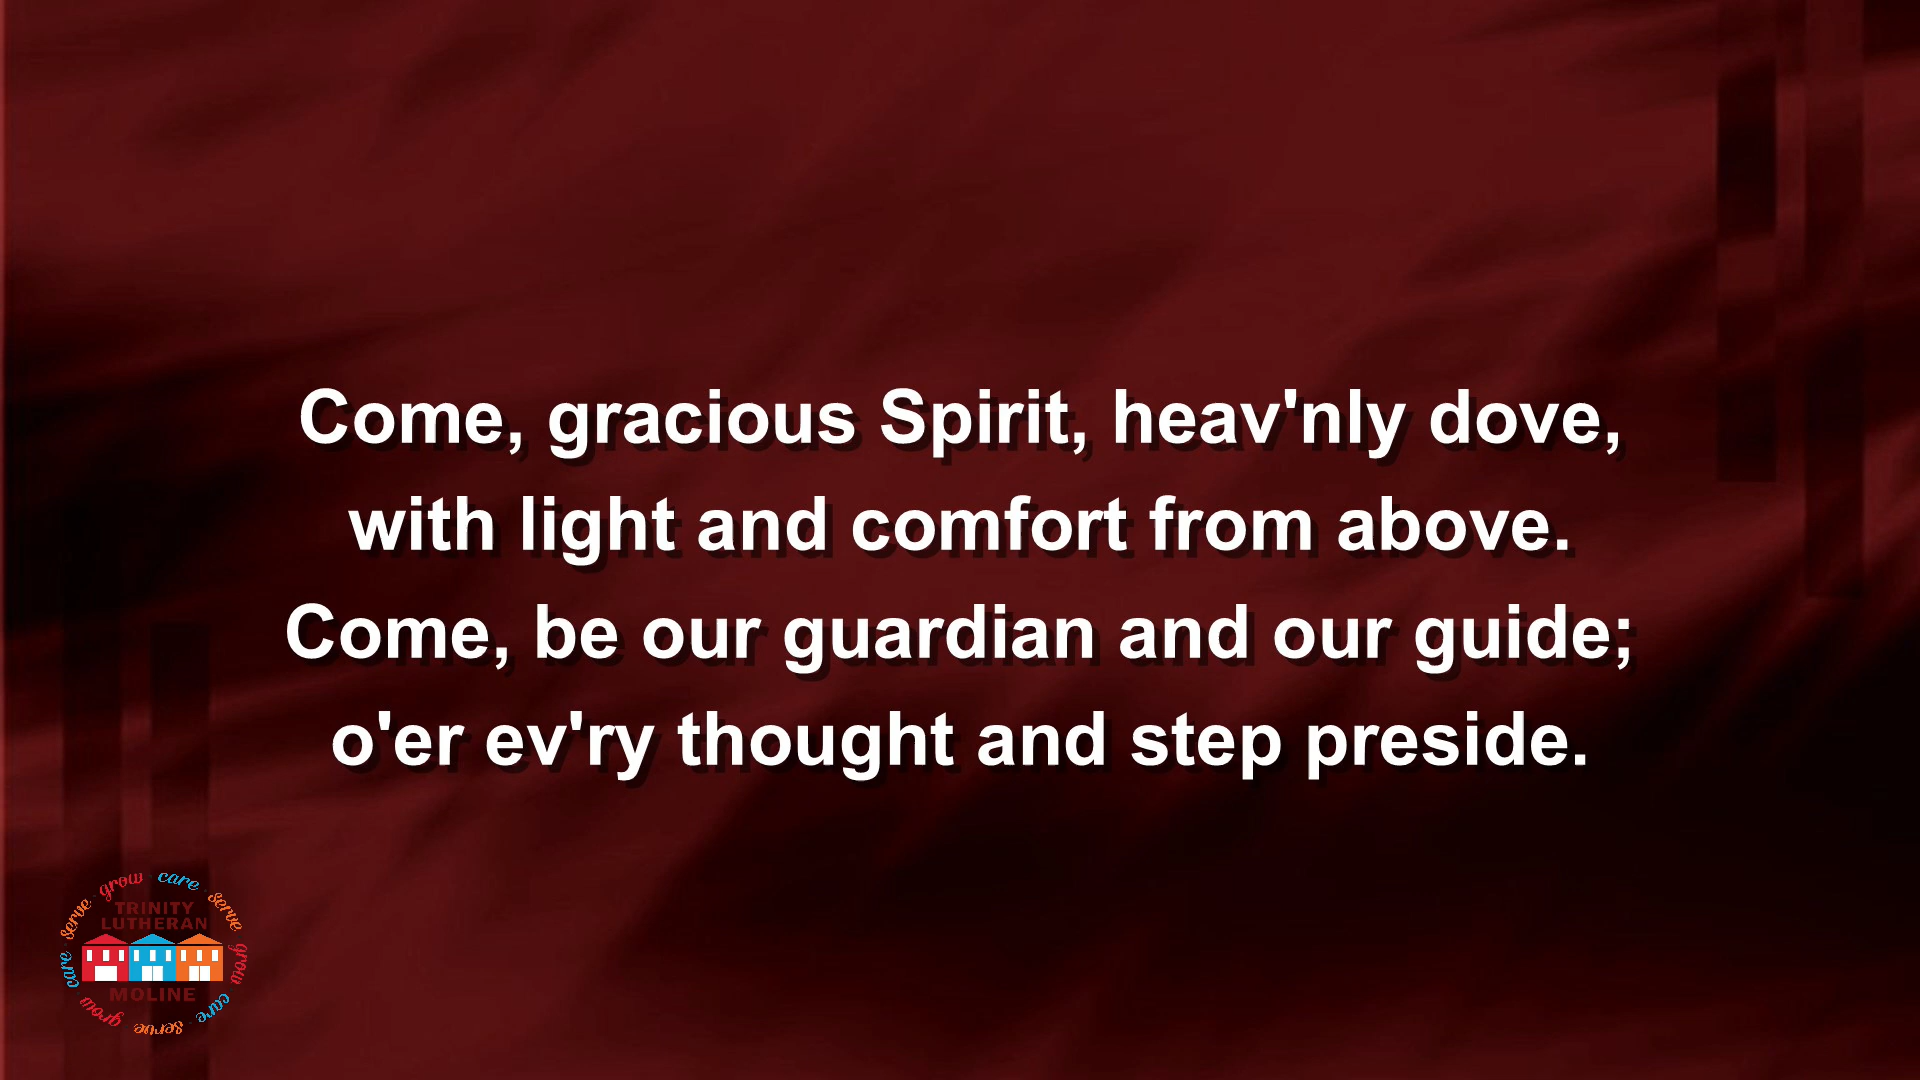 Come, gracious Spirit, heav'nly dove,
with light and comfort from above.
Come, be our guardian and our guide;
o'er ev'ry thought and step preside.
grow · care · serve · grow · care · serve · grow · care · serve
TRINITY
LUTHERAN
MOLINE